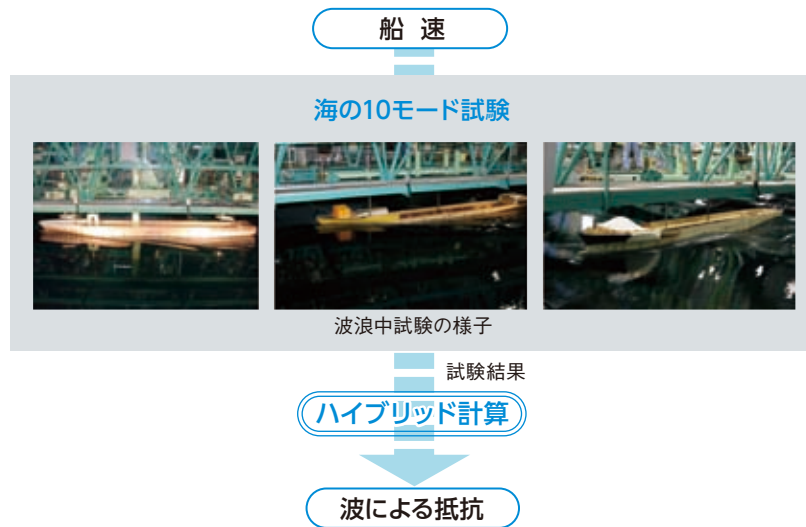 船 速
海の10モード試験
波浪中試験の様子
試験結果
ハイブリッド計算
波による抵抗